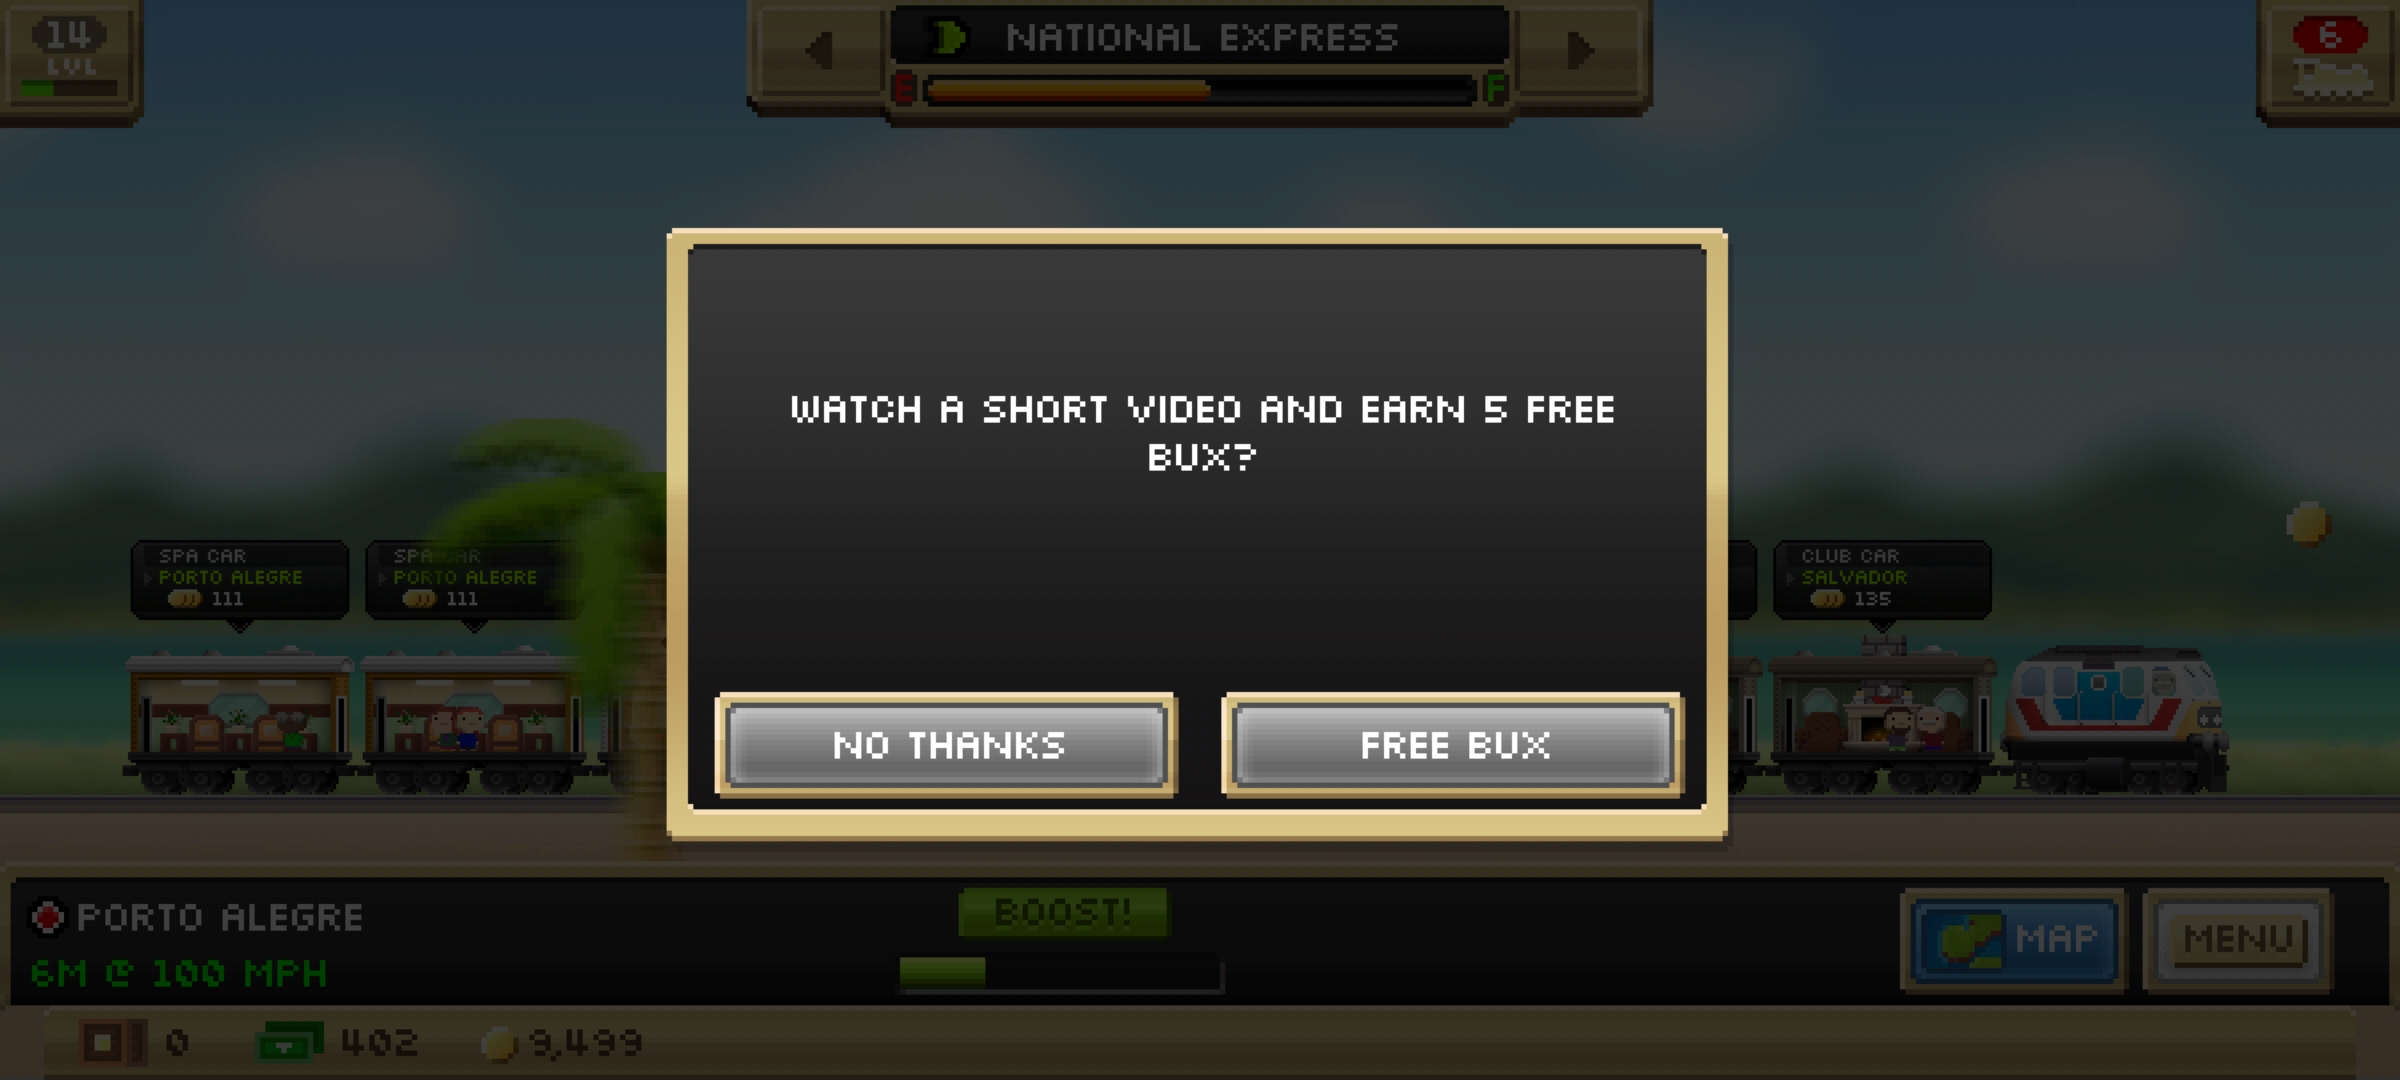 14
LVL
NATIONAL EXPRESS
E F
6
WATCH A SHORT VIDEO AND EARN 5 FREE
BUX?
NO THANKS
FREE BUX
SPA CAR
PORTO ALEGRE
111
SPA CAR
PORTO ALEGRE
111
CLUB CAR
SALVADOR
135
PORTO ALEGRE
6M @ 100 MPH
BOOST!
MAP
MENU
0
402
9,499